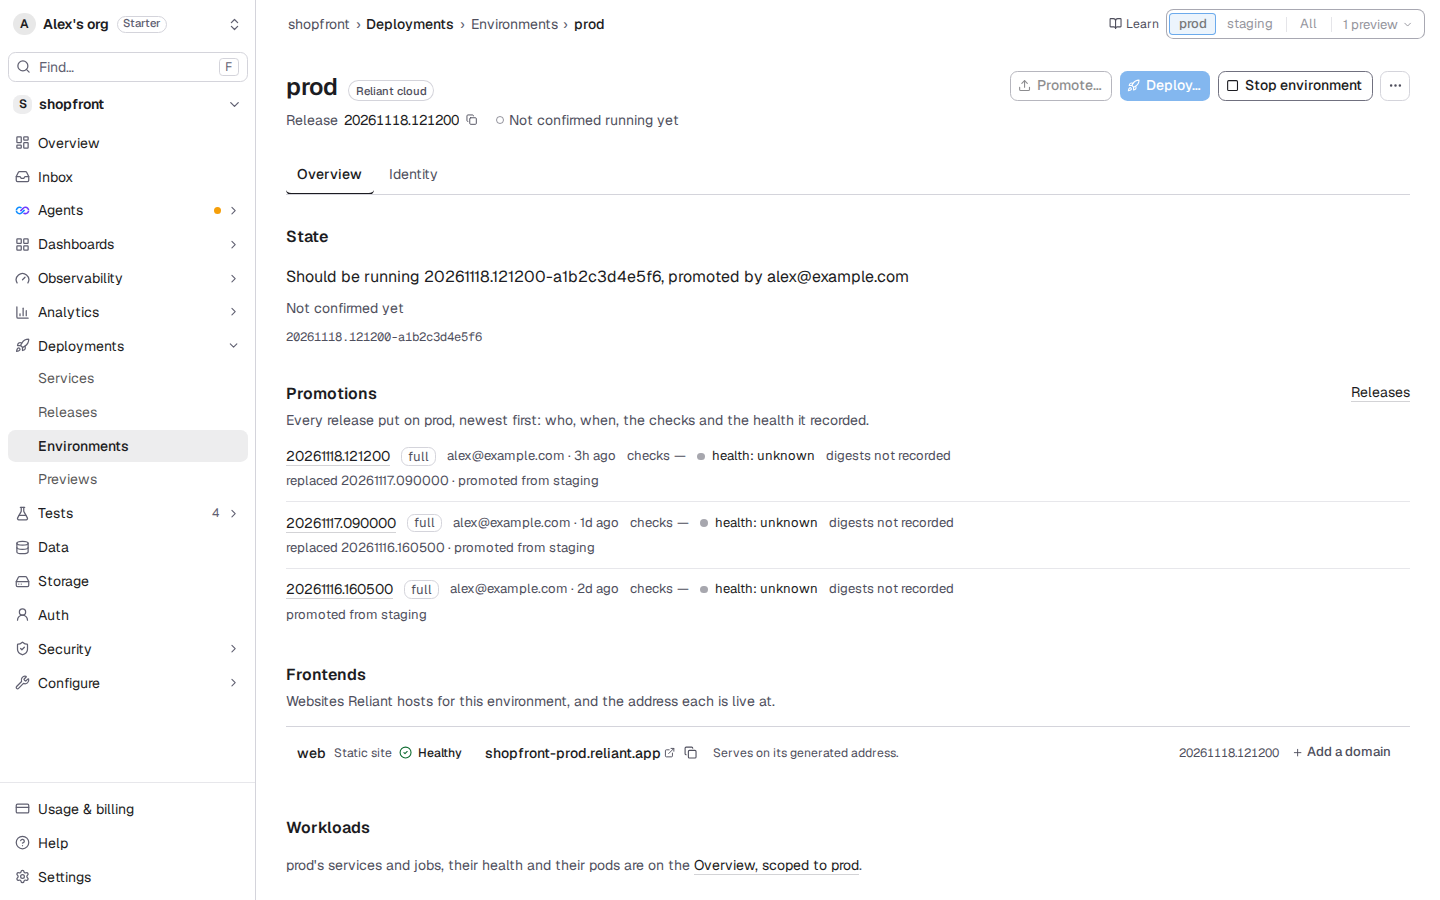 A Alex's org Starter
Find... F
S shopfront
Overview
Inbox
Agents
Dashboards
Observability
Analytics
Deployments
Services
Releases
Environments
Previews
Tests 4
Data
Storage
Auth
Security
Configure
Usage & billing
Help
Settings
shopfront › Deployments › Environments › prod
Learn prod staging All 1 preview
prod Reliant cloud
Promote... Deploy... Stop environment ...
Release 20261118.121200 Not confirmed running yet
Overview Identity
State
Should be running 20261118.121200-a1b2c3d4e5f6, promoted by alex@example.com
Not confirmed yet
20261118.121200-a1b2c3d4e5f6
Promotions Releases
Every release put on prod, newest first: who, when, the checks and the health it recorded.
20261118.121200 full alex@example.com · 3h ago checks — health: unknown digests not recorded
replaced 20261117.090000 · promoted from staging
20261117.090000 full alex@example.com · 1d ago checks — health: unknown digests not recorded
replaced 20261116.160500 · promoted from staging
20261116.160500 full alex@example.com · 2d ago checks — health: unknown digests not recorded
promoted from staging
Frontends
Websites Reliant hosts for this environment, and the address each is live at.
web Static site Healthy shopfront-prod.reliant.app Serves on its generated address. 20261118.121200 + Add a domain
Workloads
prod's services and jobs, their health and their pods are on the Overview, scoped to prod.